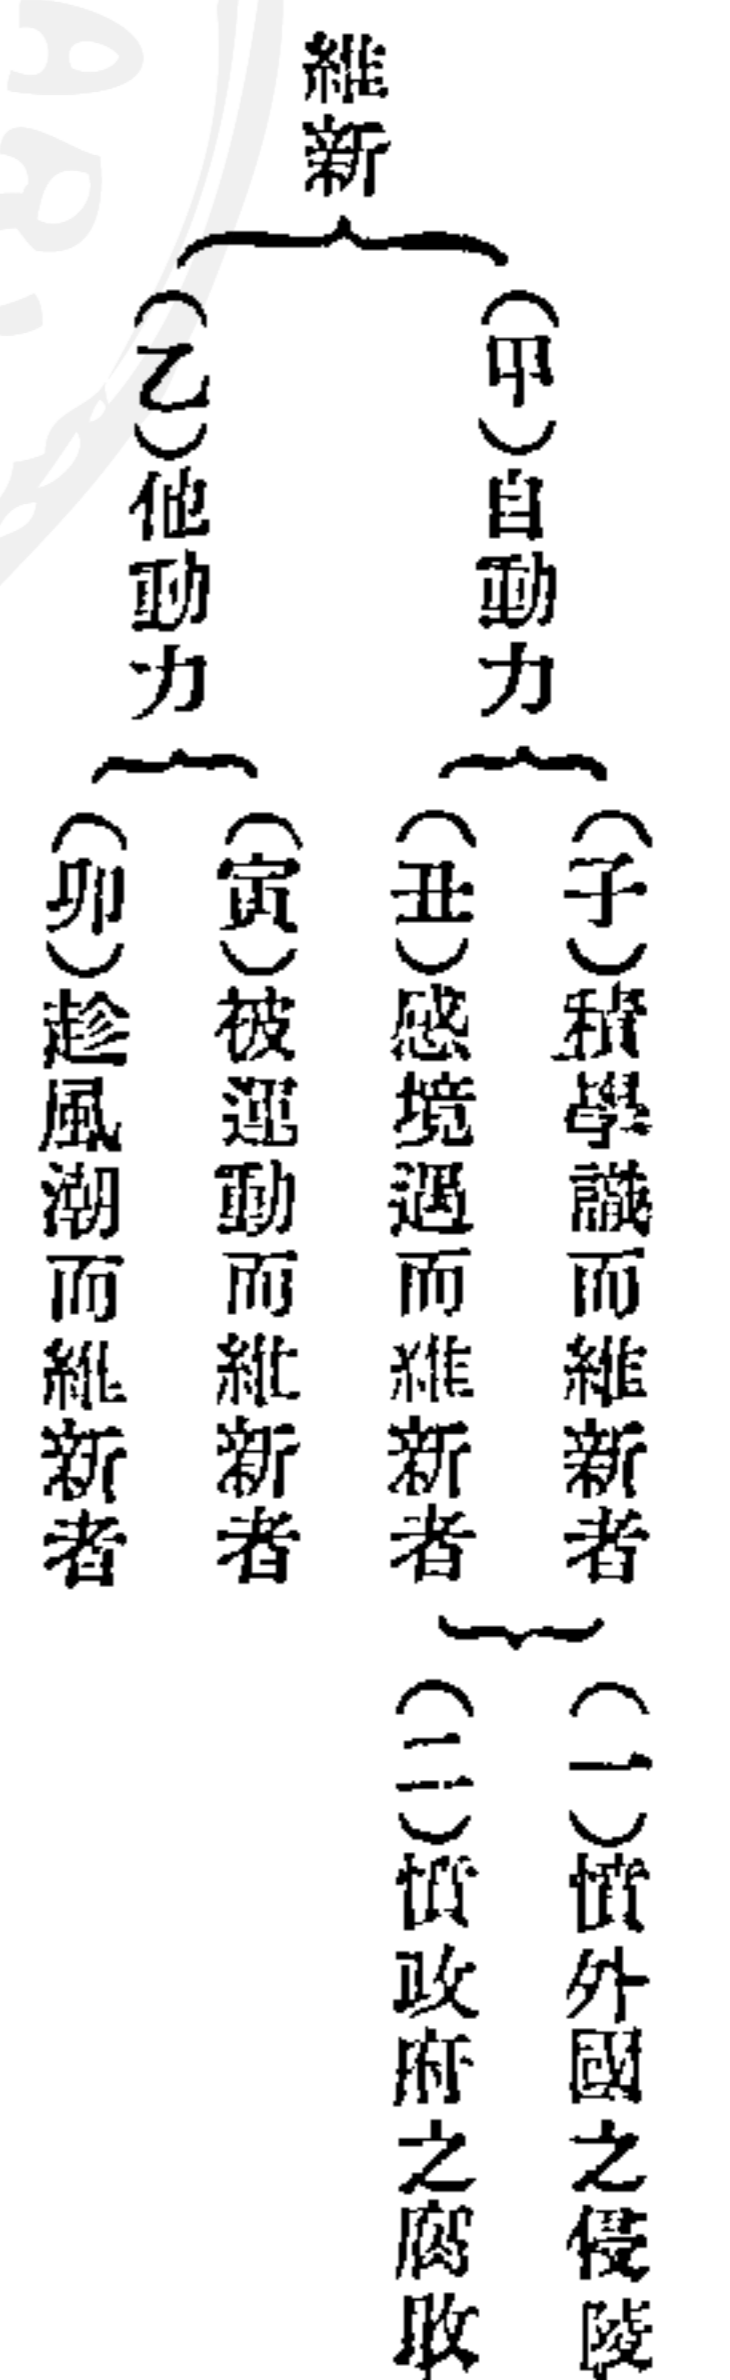 維新
（甲）自動力
（子）積學識而維新者
（丑）感境遇而維新者
（一）憤外國之侵陵
（二）憤政府之腐敗
（乙）他動力
（寅）被運動而維新者
（卯）趁風潮而維新者